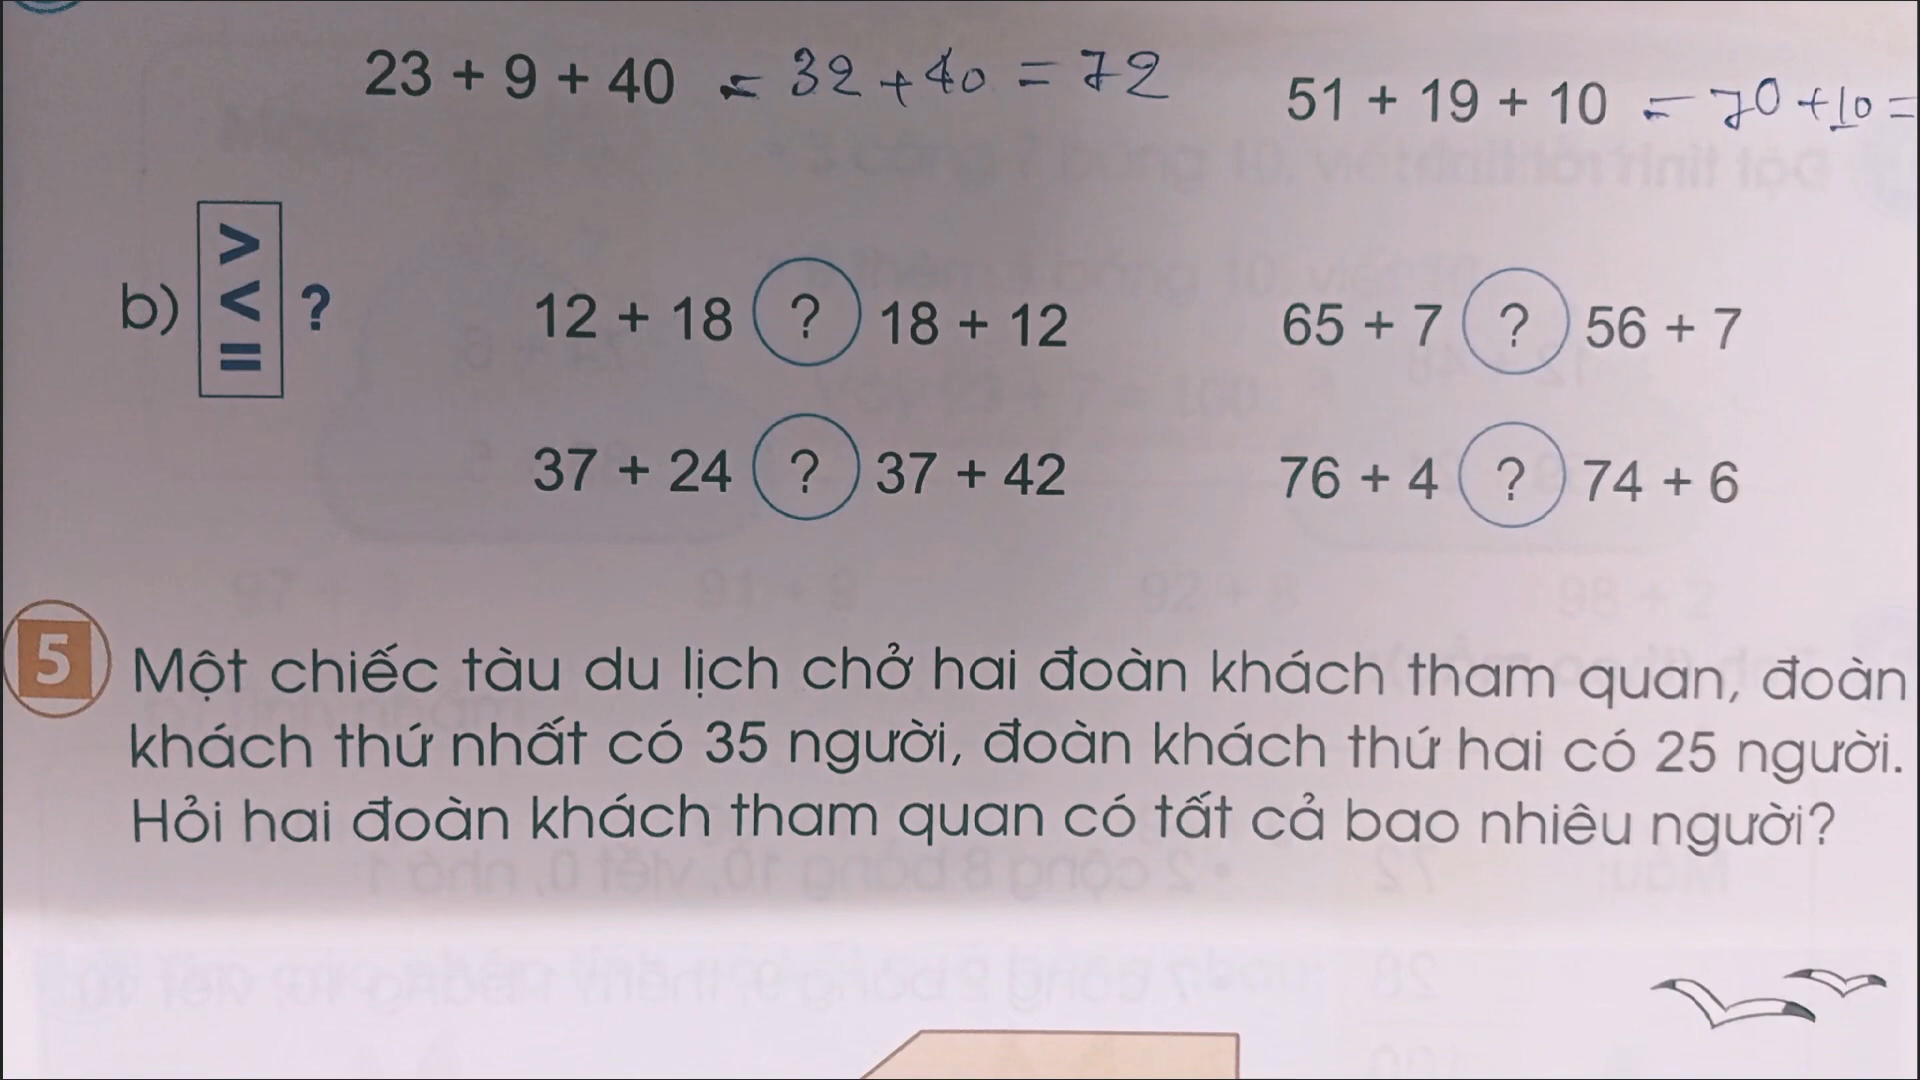 23 + 9 + 40 = 32 + 40 = 72
51 + 19 + 10 = 70 + 10 =
b) > < = ?
12 + 18 ? 18 + 12
65 + 7 ? 56 + 7
37 + 24 ? 37 + 42
76 + 4 ? 74 + 6
5 Một chiếc tàu du lịch chở hai đoàn khách tham quan, đoàn
khách thứ nhất có 35 người, đoàn khách thứ hai có 25 người.
Hỏi hai đoàn khách tham quan có tất cả bao nhiêu người?